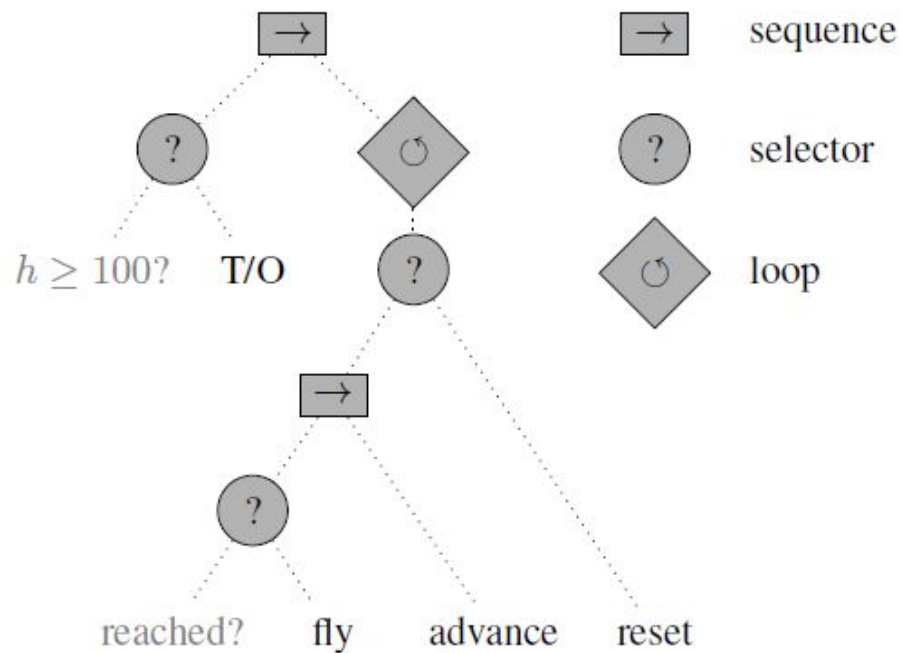 → → sequence
? ↺ ? selector
h ≥ 100? T/O ? ↺ loop
→
?
reached? fly advance reset